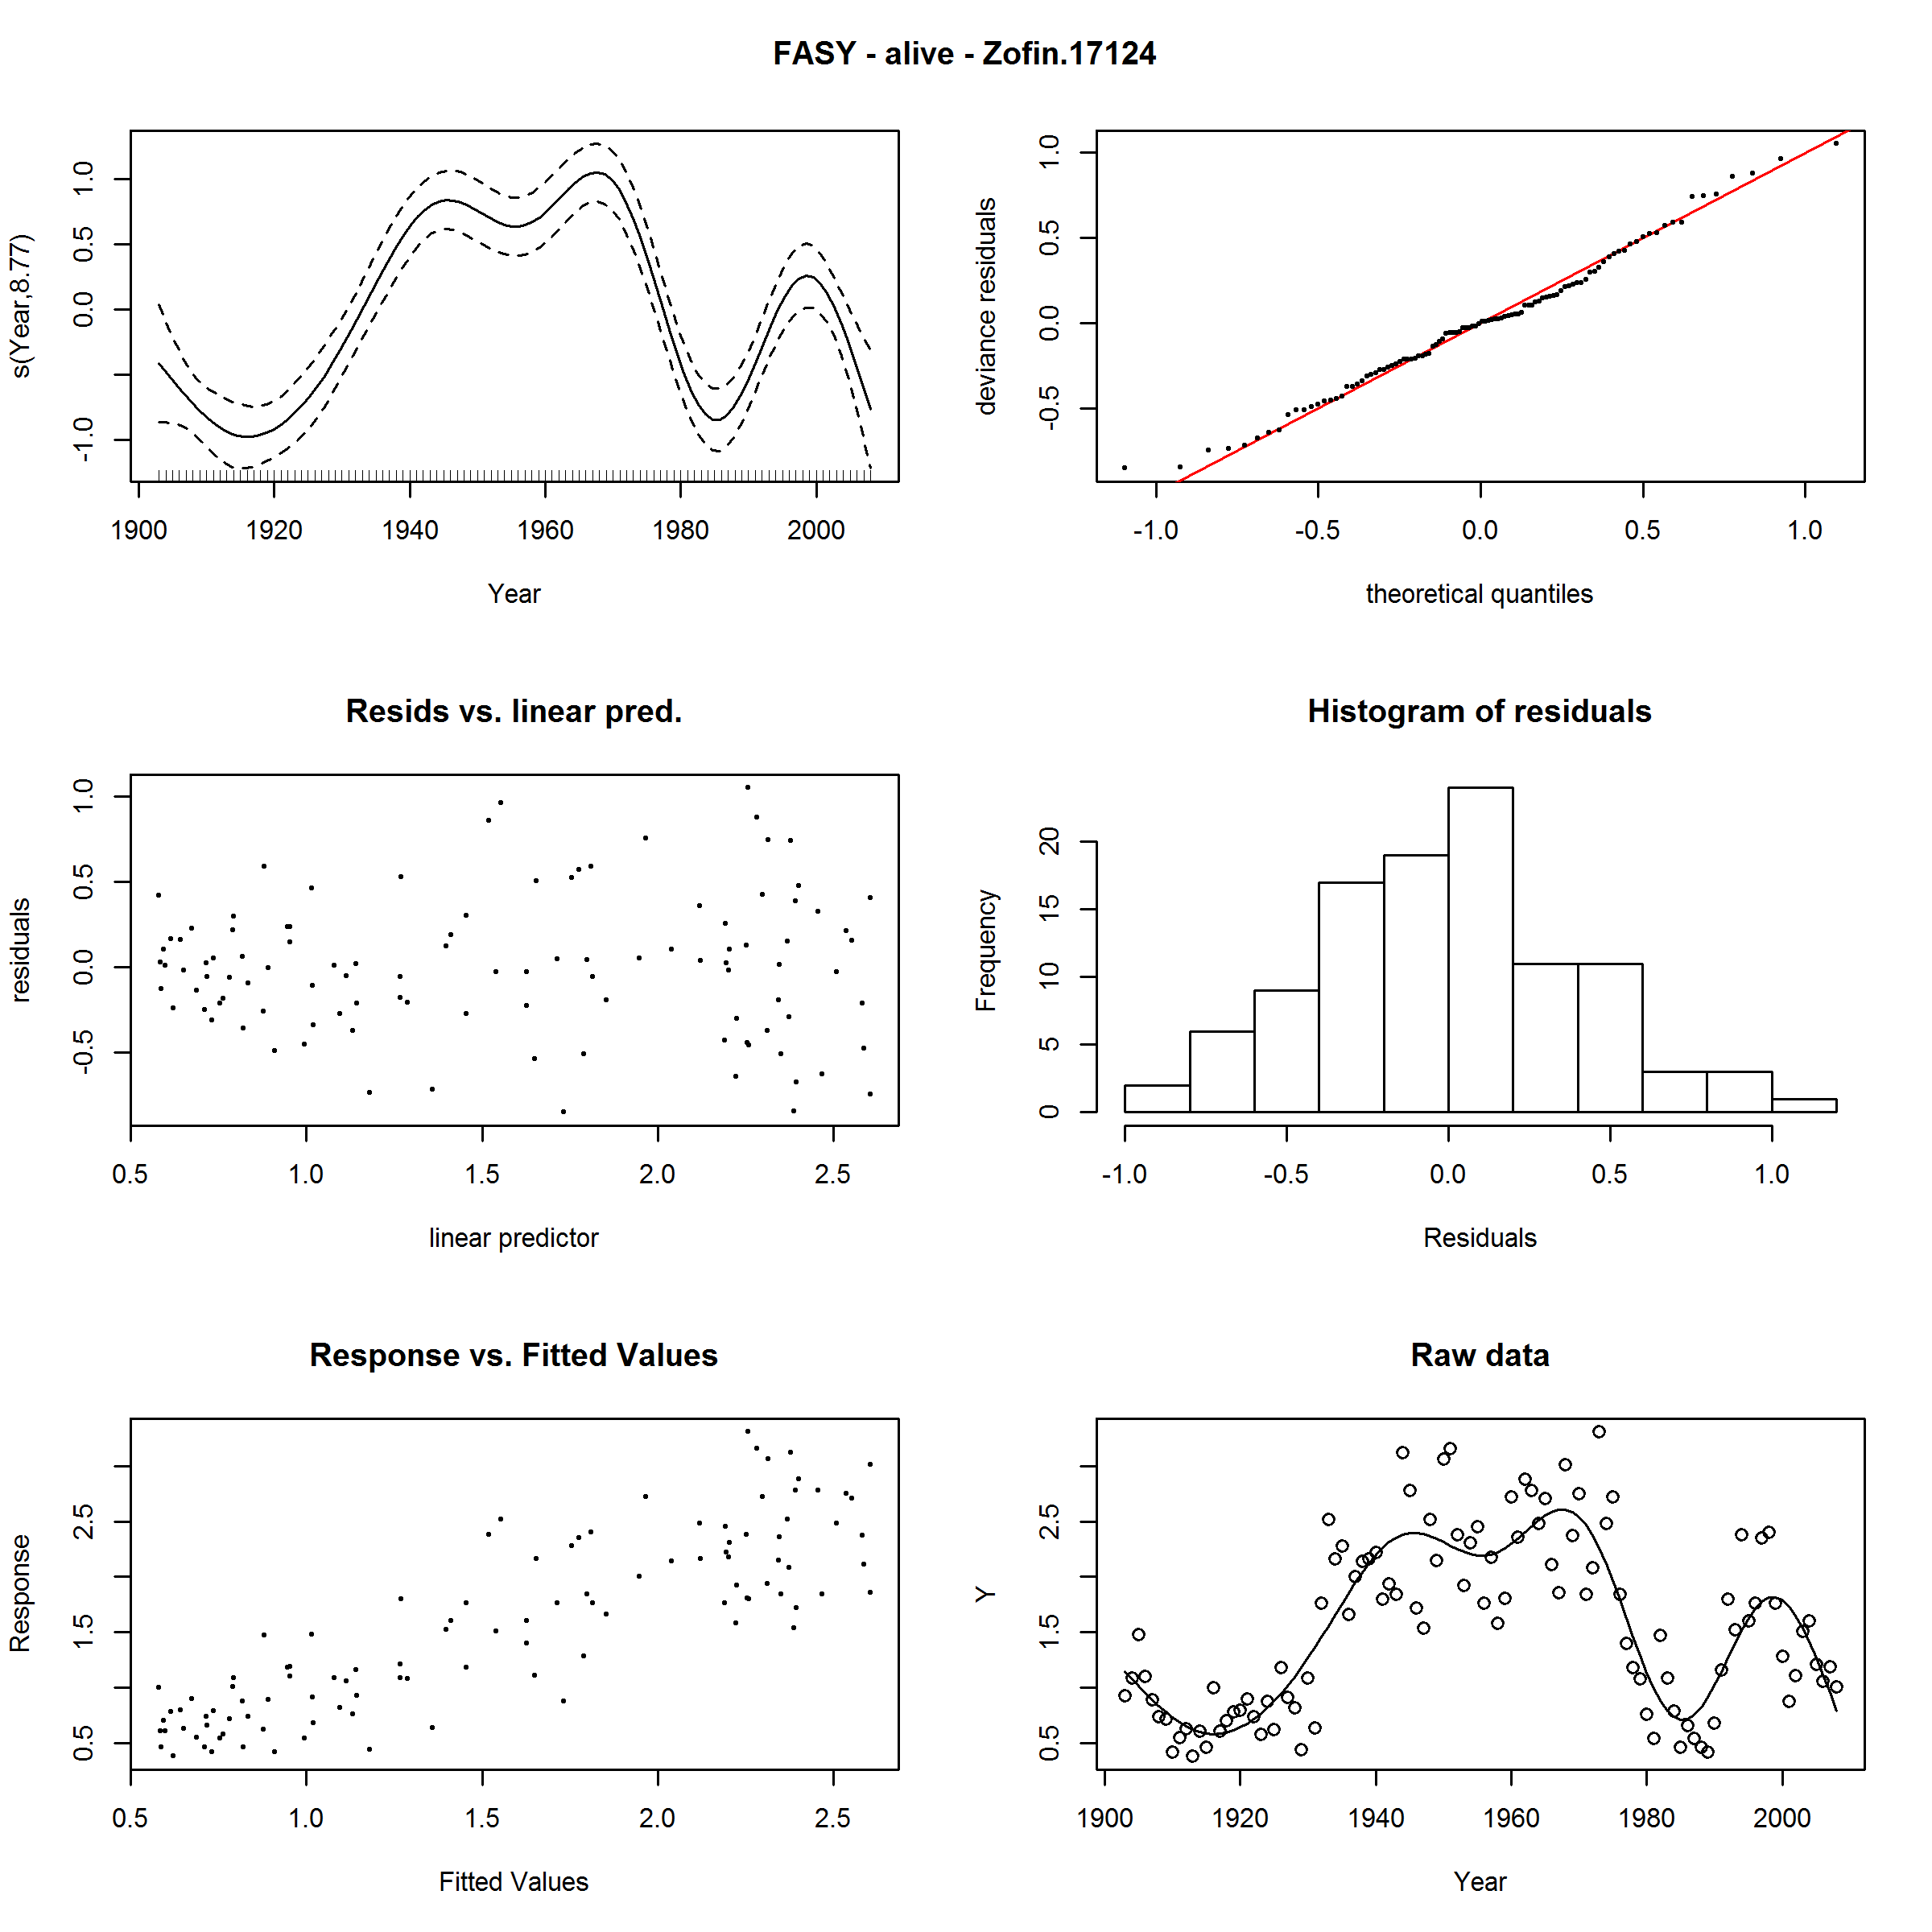 FASY - alive - Zofin.17124
s(Year,8.77)
-1.0 0.0 0.5 1.0
1900 1920 1940 1960 1980 2000
Year
deviance residuals
-0.5 0.0 0.5 1.0
-1.0 -0.5 0.0 0.5 1.0
theoretical quantiles
Resids vs. linear pred.
residuals
-0.5 0.0 0.5 1.0
0.5 1.0 1.5 2.0 2.5
linear predictor
Histogram of residuals
Frequency
0 5 10 15 20
-1.0 -0.5 0.0 0.5 1.0
Residuals
Response vs. Fitted Values
Response
0.5 1.5 2.5
0.5 1.0 1.5 2.0 2.5
Fitted Values
Raw data
Y
0.5 1.5 2.5
1900 1920 1940 1960 1980 2000
Year